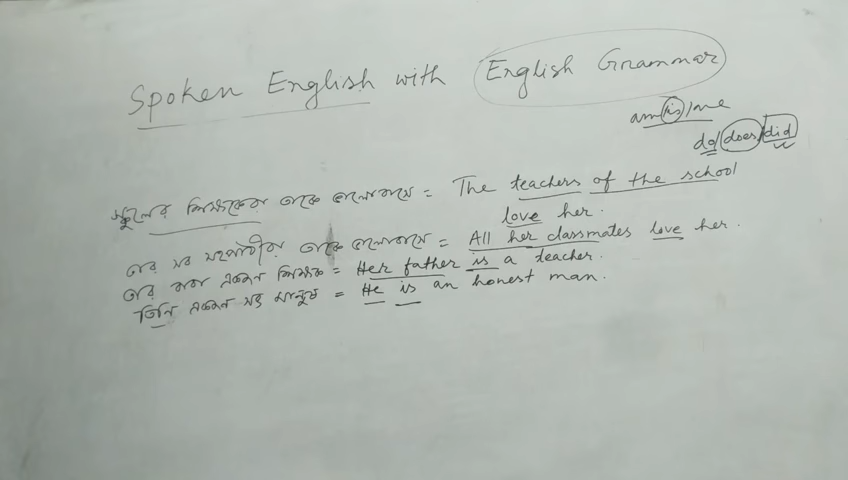 Spoken English with English Grammar
am/is/are
do/does/did
স্কুলের শিক্ষকেরা তাকে ভালোবাসে = The teachers of the school
love her.
তার সব সহপাঠীরা তাকে ভালোবাসে = All her classmates love her.
তার বাবা একজন শিক্ষক = Her father is a teacher.
তিনি একজন সৎ মানুষ = He is an honest man.